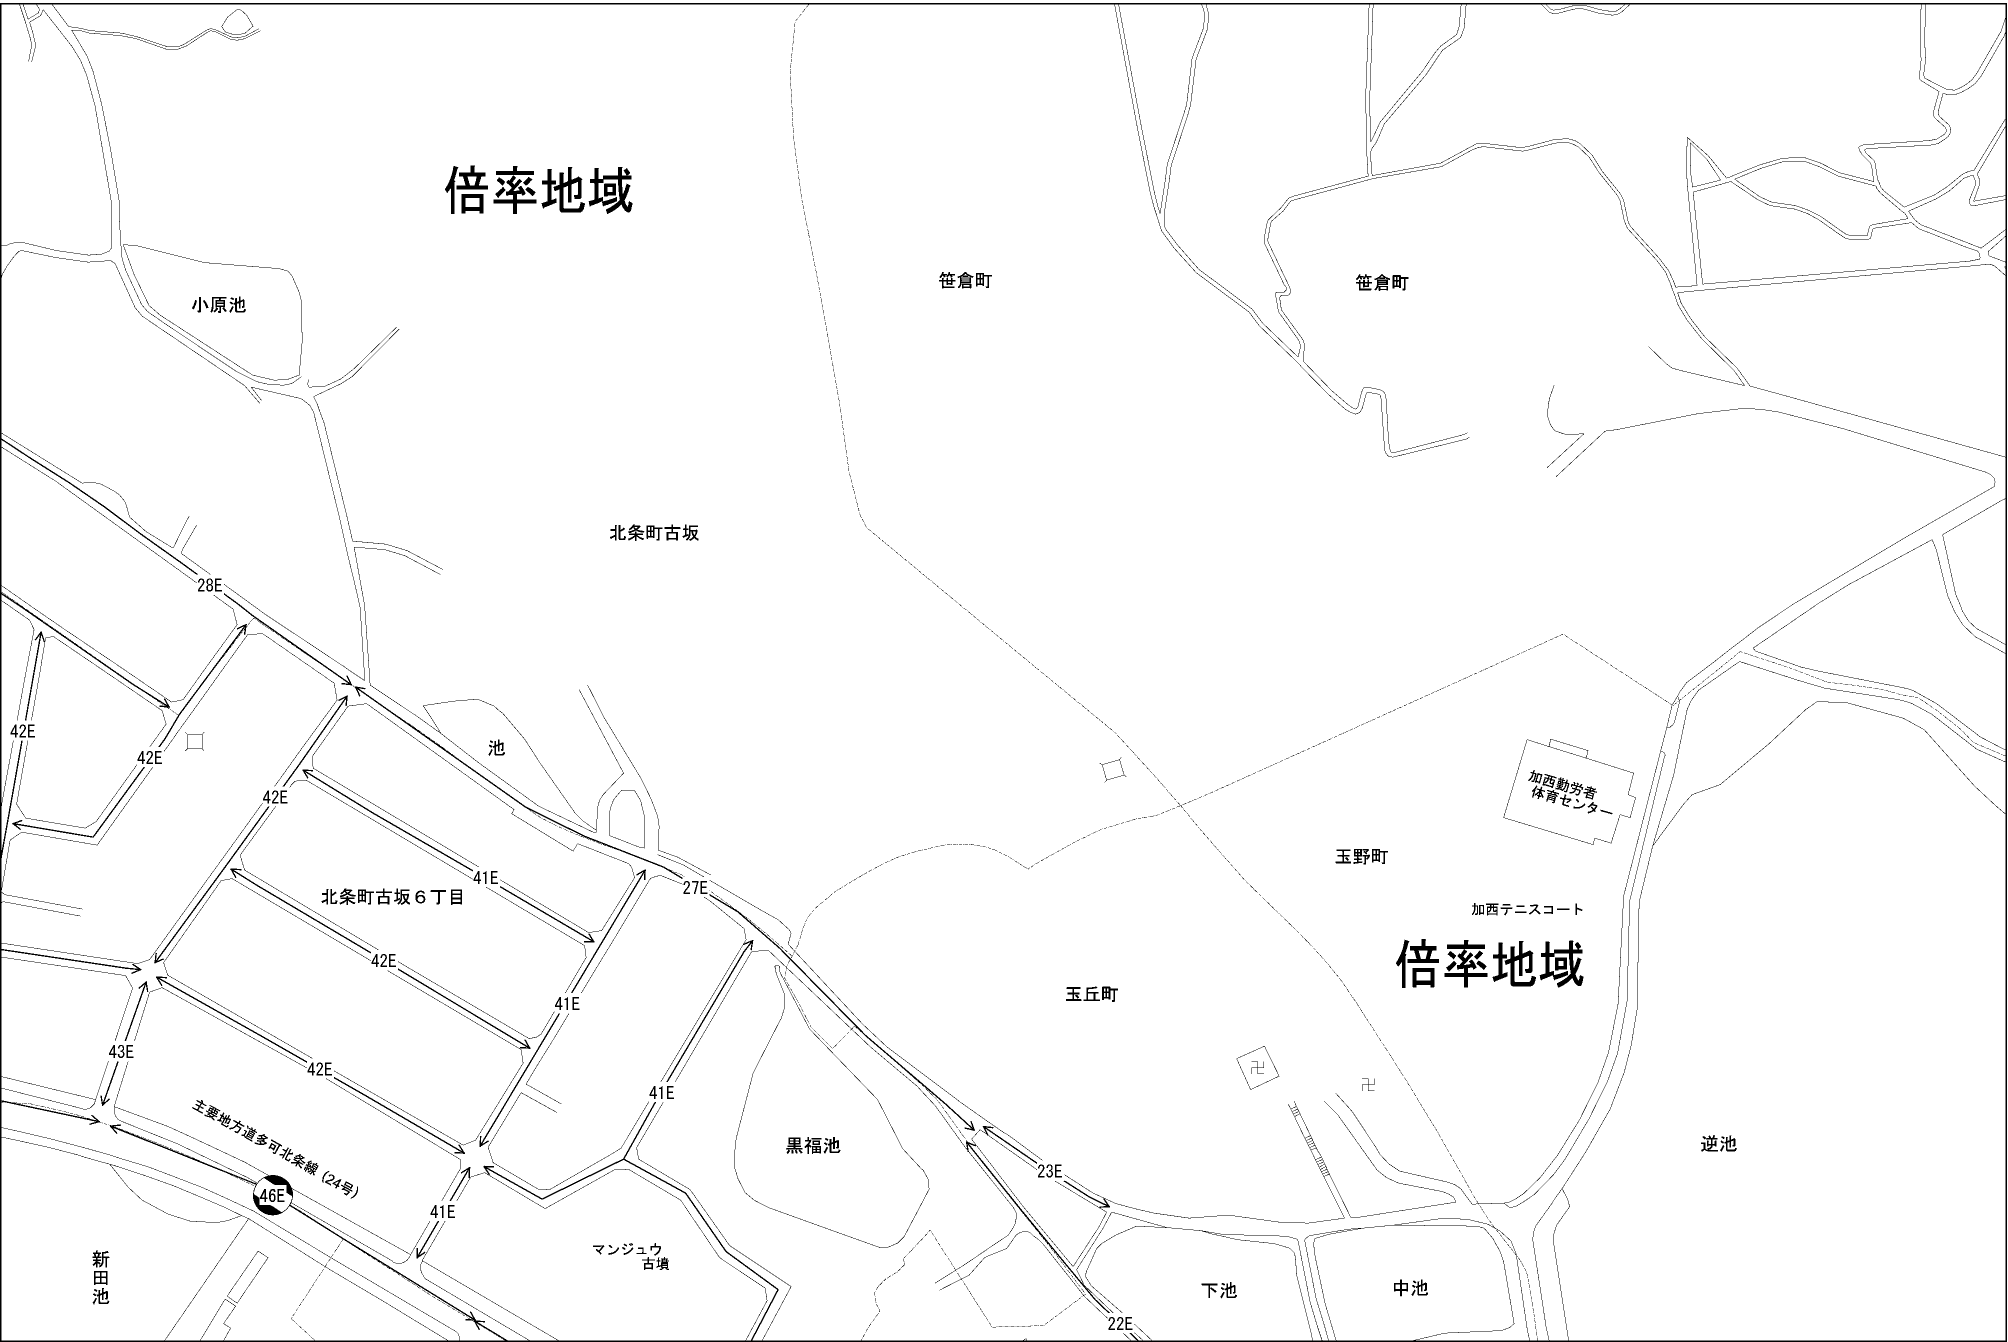 倍率地域
笹倉町
笹倉町
小原池
北条町古坂
28E
42E
42E
池
42E
加西勤労者
体育センター
玉野町
41E
27E
北条町古坂６丁目
加西テニスコート
倍率地域
42E
玉丘町
41E
43E
42E
41E
主要地方道多可北条線(24号)
黒福池
逆池
23E
46E
41E
マンジュウ
古墳
新田池
下池
中池
22E